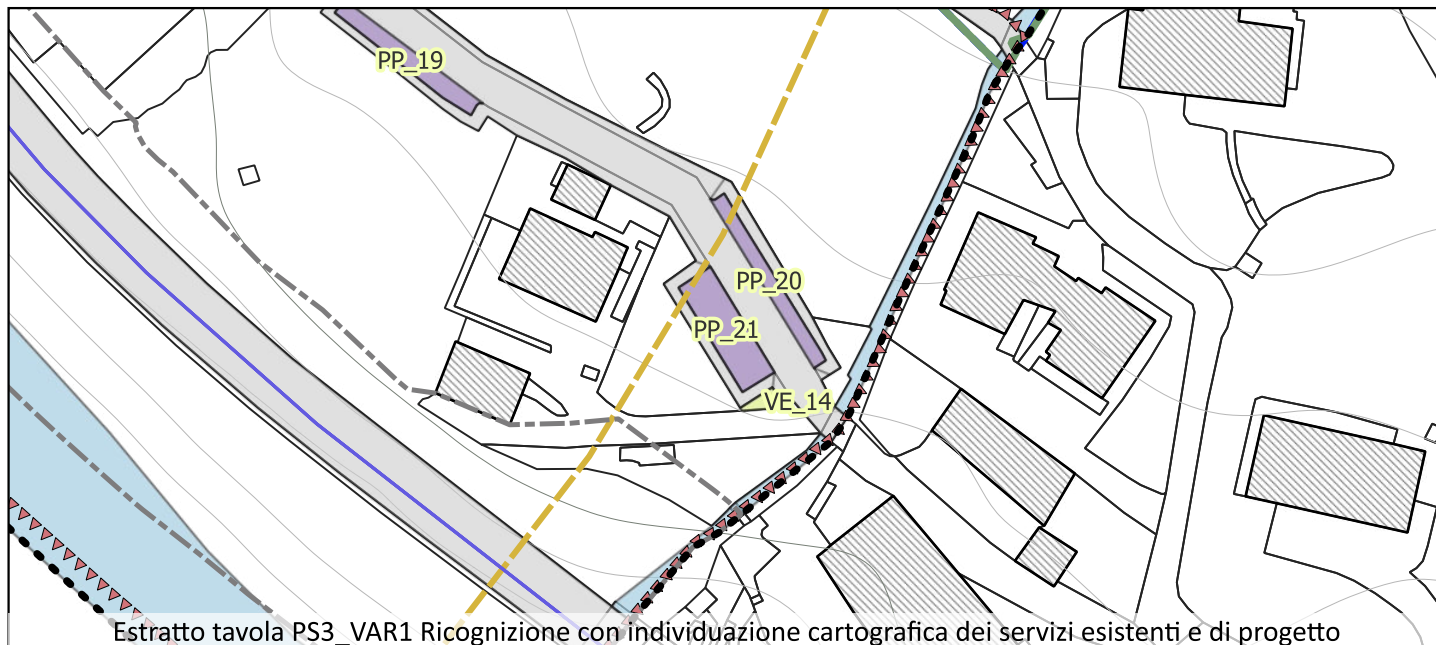 PP_19
PP_20
PP_21
VE_14
Estratto tavola PS3_VAR1 Ricognizione con individuazione cartografica dei servizi esistenti e di progetto